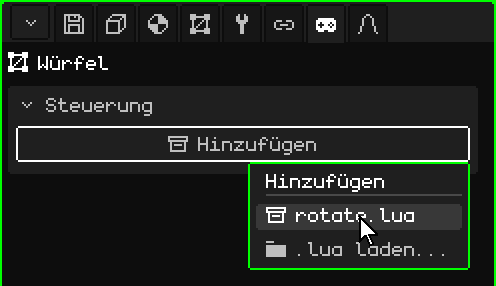 Würfel
Steuerung
Hinzufügen
Hinzufügen
rotate.lua
.lua laden...